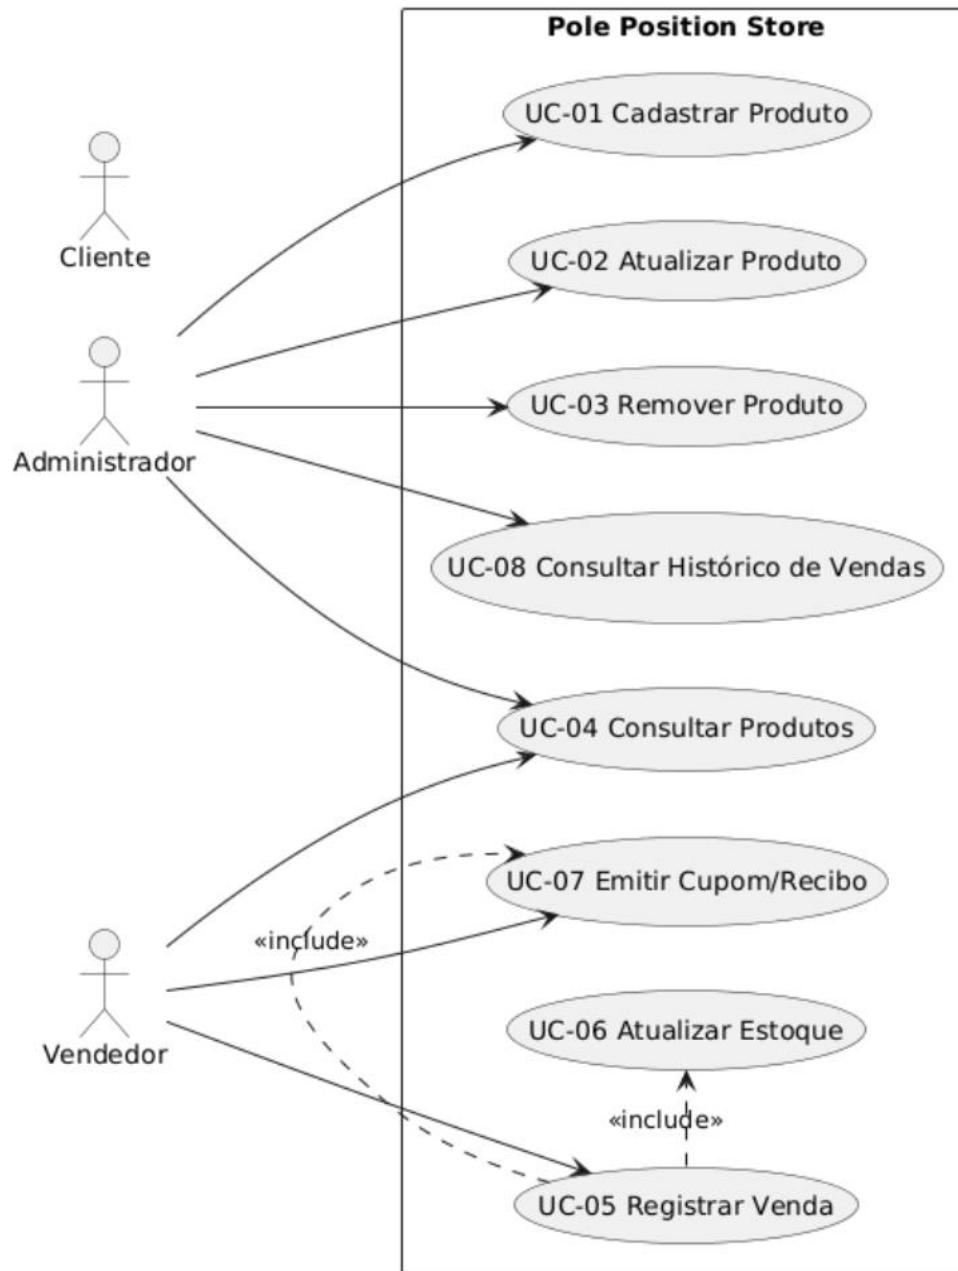 Pole Position Store
UC-01 Cadastrar Produto
Cliente
UC-02 Atualizar Produto
UC-03 Remover Produto
Administrador
UC-08 Consultar Histórico de Vendas
UC-04 Consultar Produtos
UC-07 Emitir Cupom/Recibo
«include»
UC-06 Atualizar Estoque
Vendedor
«include»
UC-05 Registrar Venda